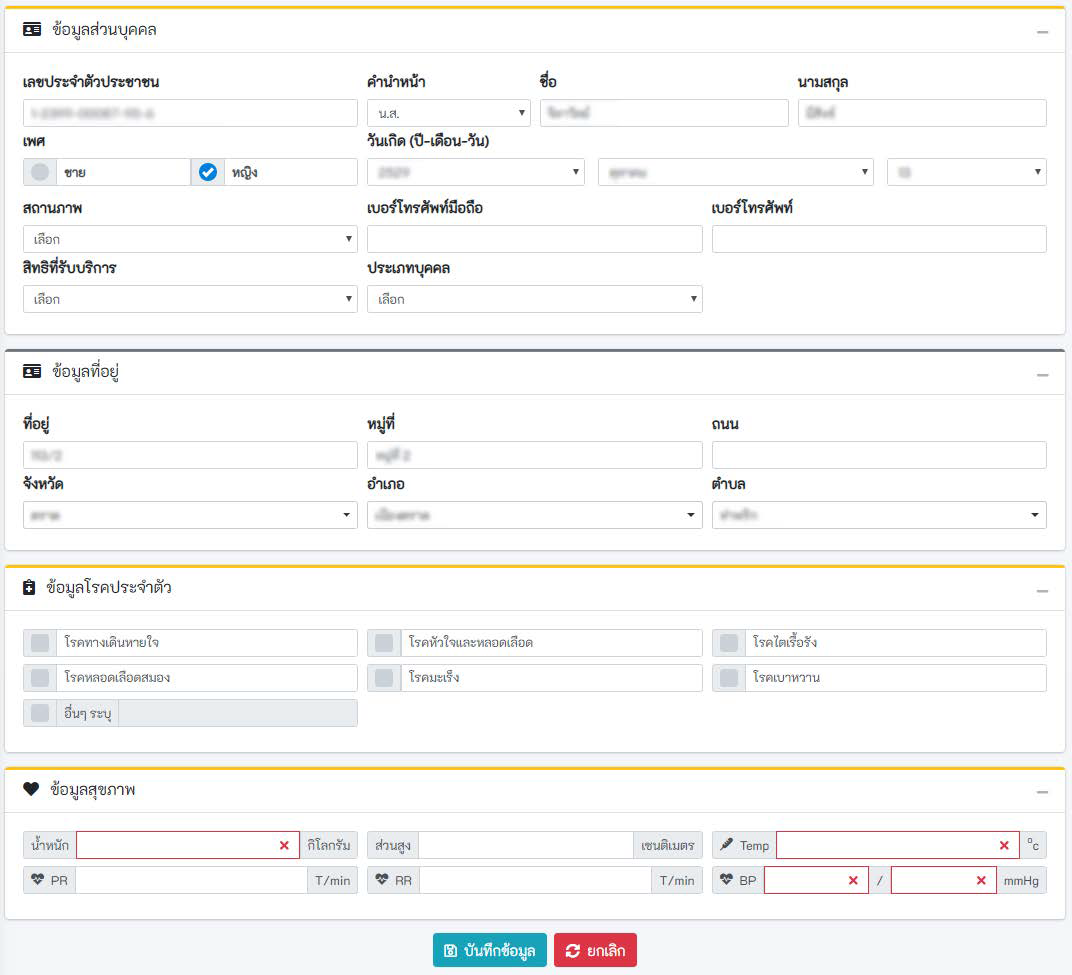 ข้อมูลส่วนบุคคล
เลขประจำตัวประชาชน คำนำหน้า ชื่อ นามสกุล
น.ส.
เพศ วันเกิด (ปี-เดือน-วัน)
ชาย หญิง
สถานภาพ เบอร์โทรศัพท์มือถือ เบอร์โทรศัพท์
เลือก
สิทธิที่รับบริการ ประเภทบุคคล
เลือก เลือก
ข้อมูลที่อยู่
ที่อยู่ หมู่ที่ ถนน
จังหวัด อำเภอ ตำบล
ข้อมูลโรคประจำตัว
โรคทางเดินหายใจ โรคหัวใจและหลอดเลือด โรคไตเรื้อรัง
โรคหลอดเลือดสมอง โรคมะเร็ง โรคเบาหวาน
อื่นๆ ระบุ
ข้อมูลสุขภาพ
น้ำหนัก กิโลกรัม ส่วนสูง เซนติเมตร Temp °c
PR T/min RR T/min BP / mmHg
บันทึกข้อมูล ยกเลิก